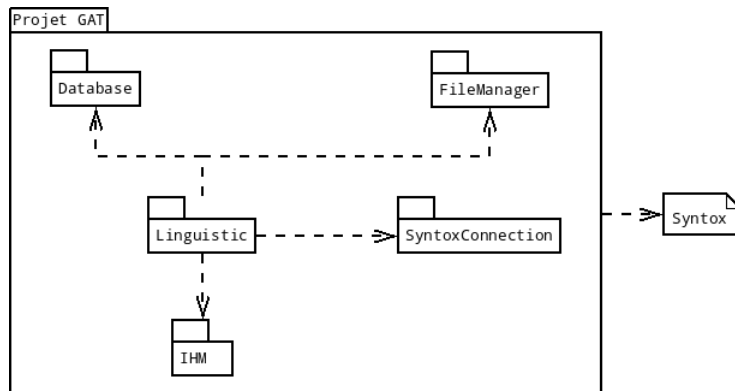 Projet GAT
Database
FileManager
Linguistic
SyntoxConnection
Syntox
IHM